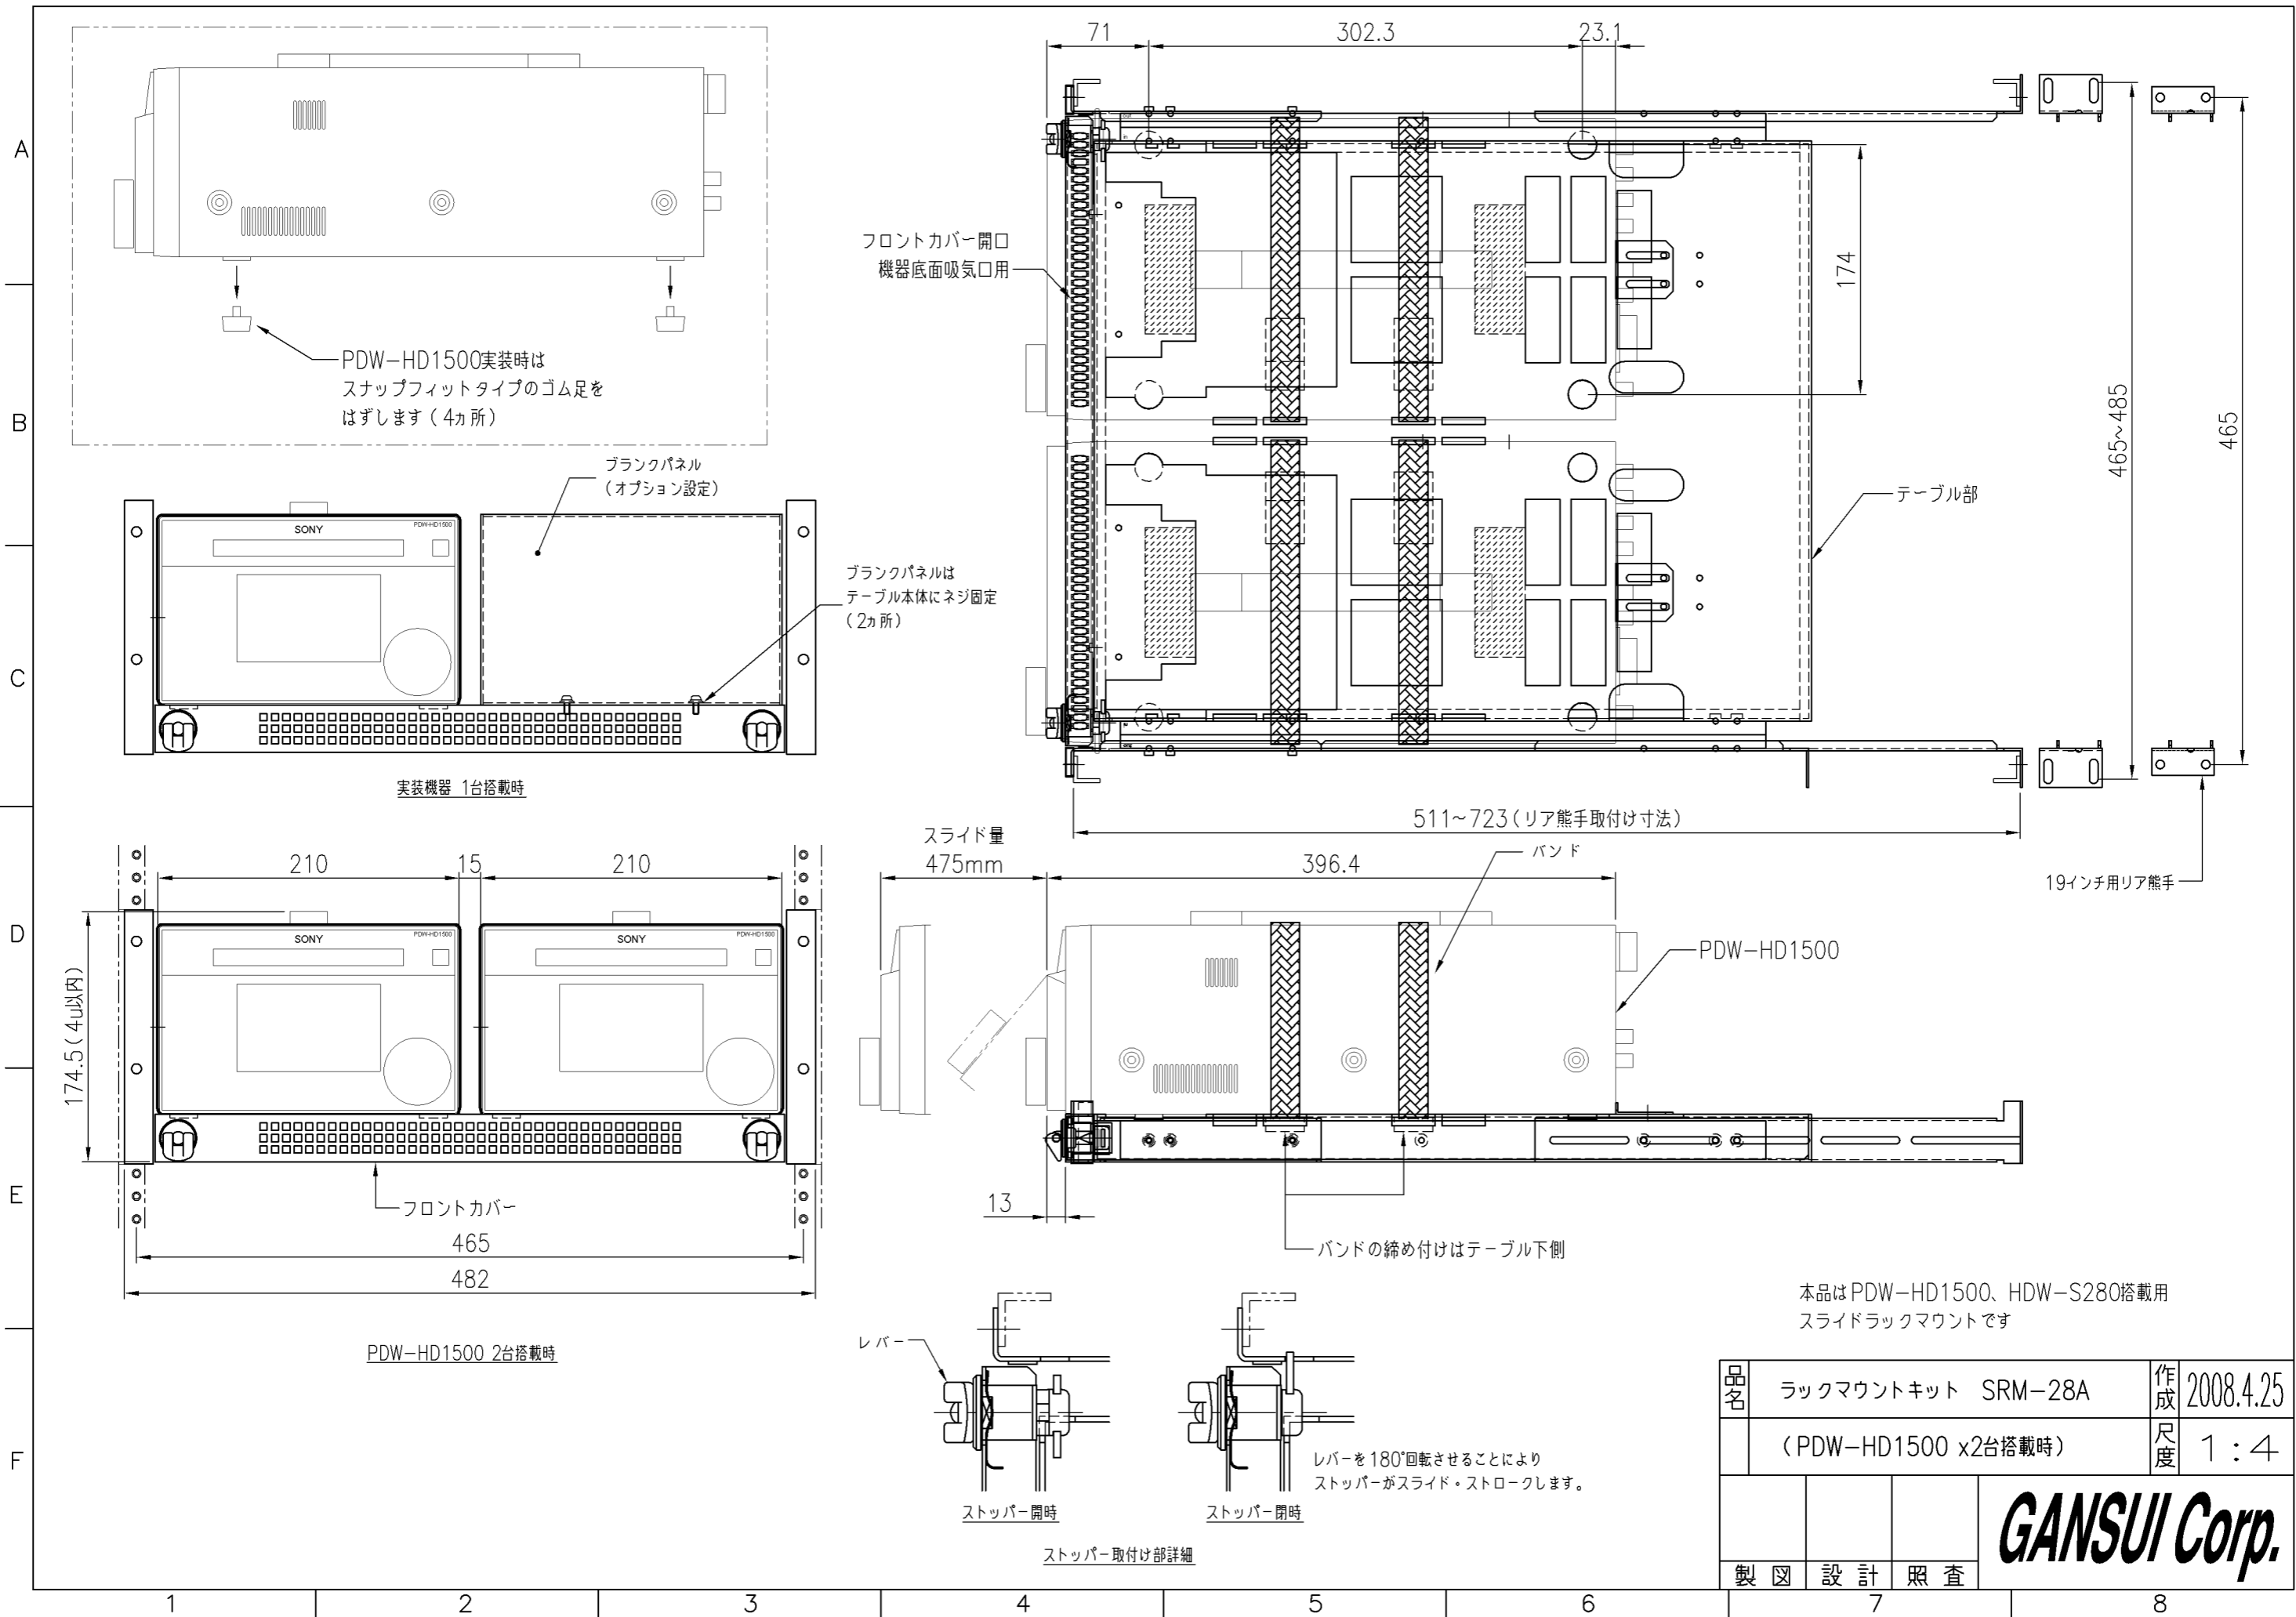 71
302.3
23.1
A
B
C
D
E
F
PDW-HD1500実装時は
スナップフィットタイプのゴム足を
はずします(4ヵ所)
フロントカバー開口
機器底面吸気口用
174
465~485
465
テーブル部
ブランクパネル
(オプション設定)
SONY
PDW-HD1500
ブランクパネルは
テーブル本体にネジ固定
(2ヵ所)
実装機器 1台搭載時
511~723(リア熊手取付け寸法)
19インチ用リア熊手
210
15
210
174.5(4u以内)
SONY
PDW-HD1500
SONY
PDW-HD1500
フロントカバー
465
482
PDW-HD1500 2台搭載時
スライド量
475mm
396.4
バンド
PDW-HD1500
13
バンドの締め付けはテーブル下側
レバー
ストッパー開時
ストッパー閉時
レバーを180°回転させることにより
ストッパーがスライド・ストロークします。
ストッパー取付け部詳細
本品はPDW-HD1500、HDW-S280搭載用
スライドラックマウントです
品名
ラックマウントキット SRM-28A
作成
2008.4.25
(PDW-HD1500 x2台搭載時)
尺度
1:4
製図
設計
照査
GANSUI Corp.
1
2
3
4
5
6
7
8